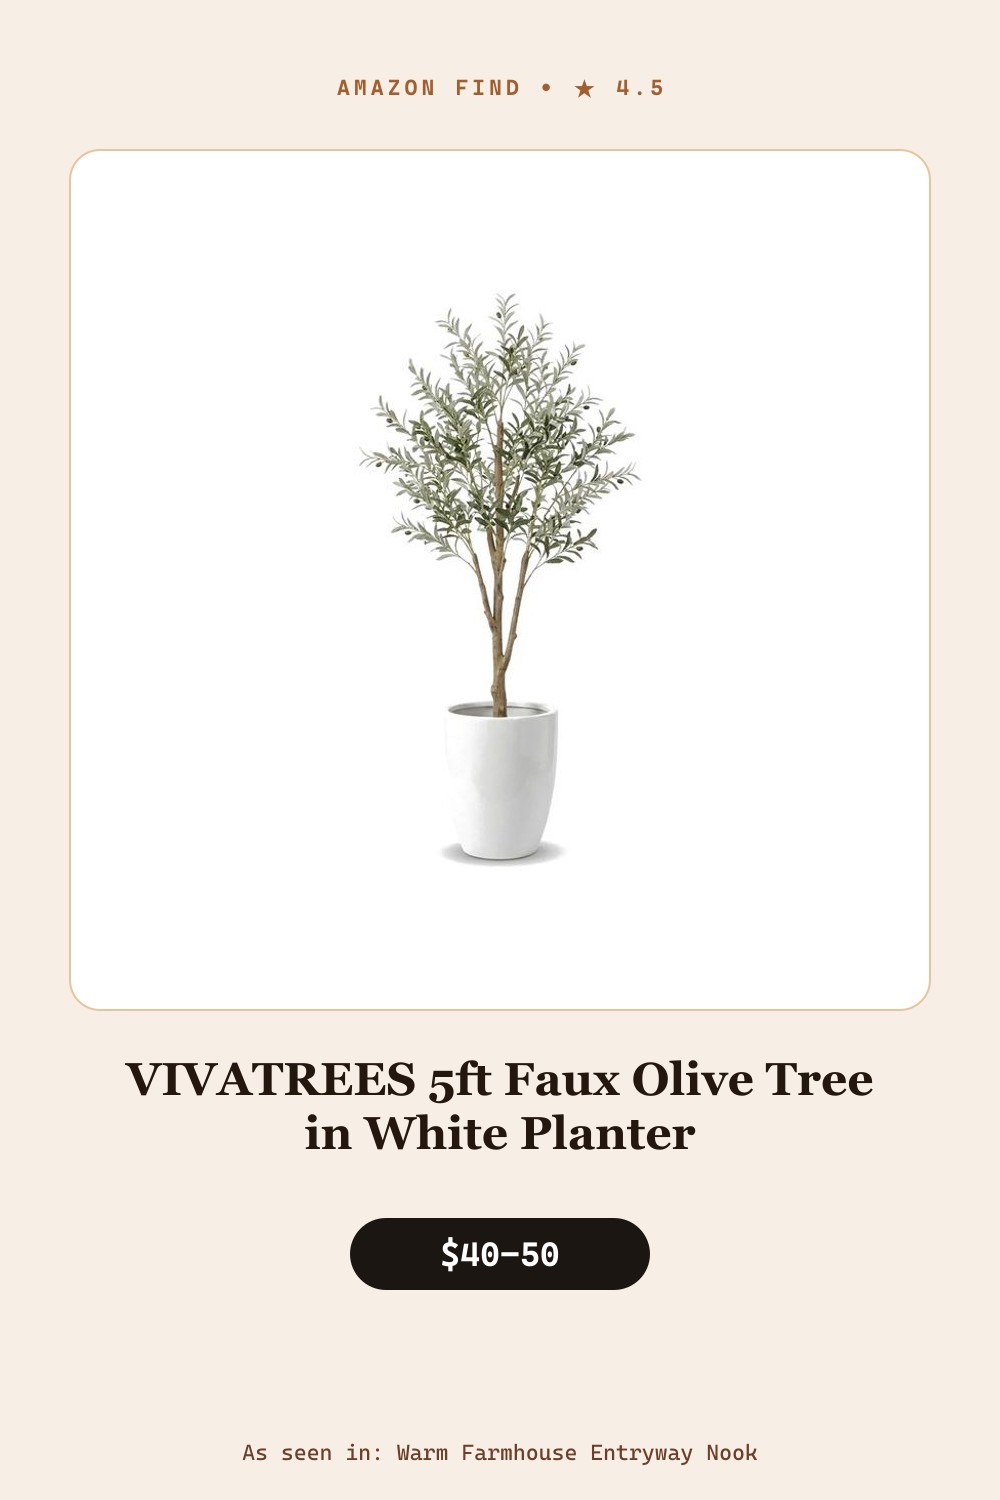 AMAZON FIND • ★ 4.5
VIVATREES 5ft Faux Olive Tree
in White Planter
$40–50
As seen in: Warm Farmhouse Entryway Nook